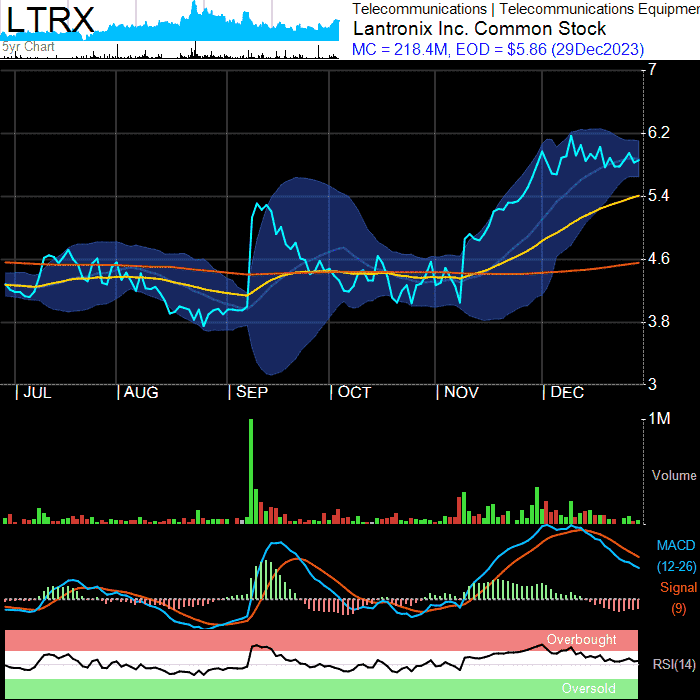 LTRX
5yr Chart
Telecommunications | Telecommunications Equipmen
Lantronix Inc. Common Stock
MC = 218.4M, EOD = $5.86 (29Dec2023)
7
6.2
5.4
4.6
3.8
3
| JUL | AUG | SEP | OCT | NOV | DEC
1M
Volume
MACD
(12-26)
Signal
(9)
Overbought
RSI(14)
Oversold